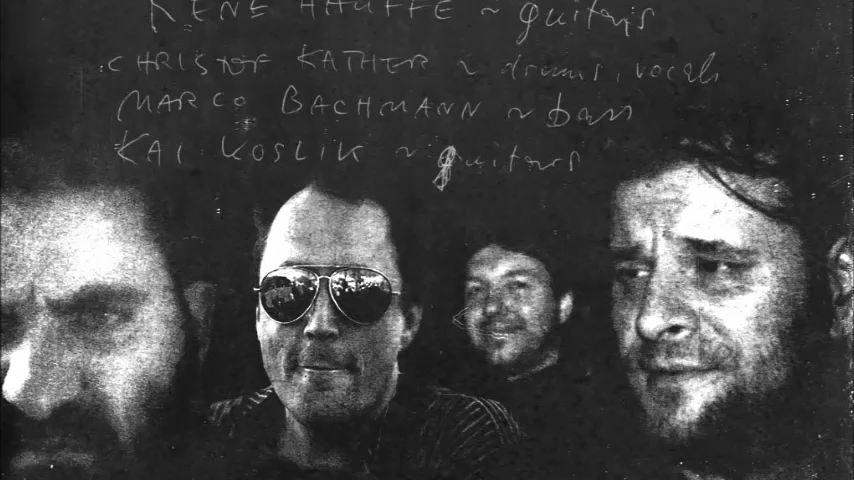 RENE HAUFFE ~ guitars
CHRISTOF KATHER ~ drums, vocals
MARCO BACHMANN ~ bass
KAI KOSLIK ~ guitars